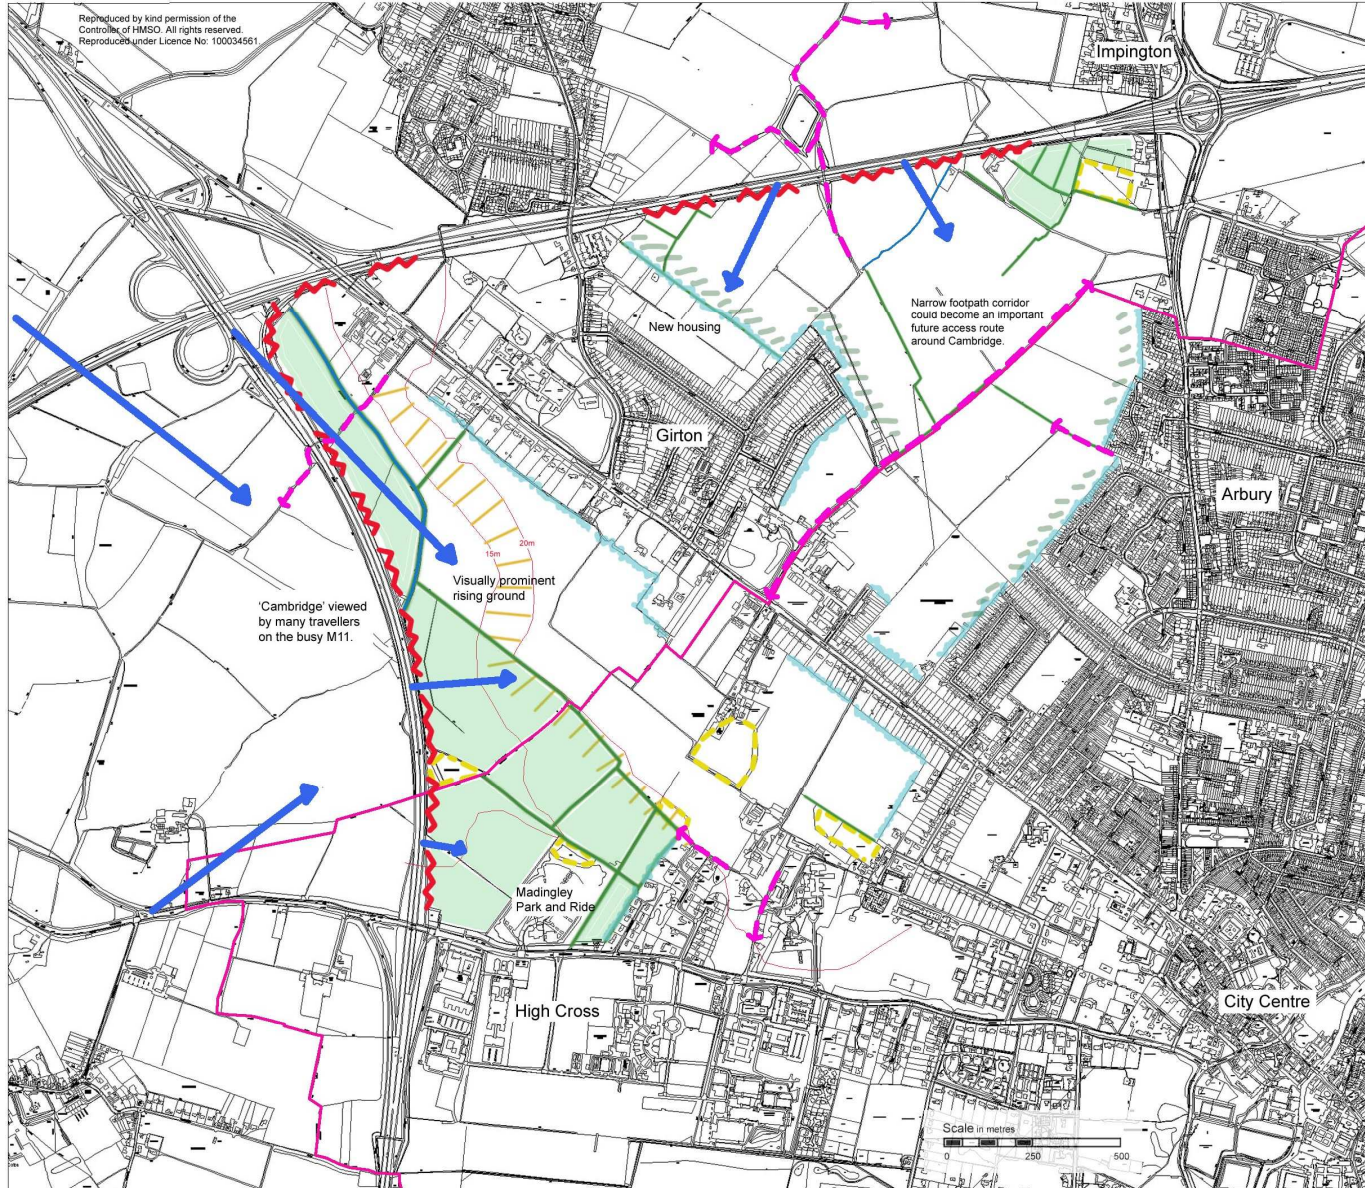 Reproduced by kind permission of the
Controller of HMSO. All rights reserved.
Reproduced under Licence No: 100034561.
Impington
Narrow footpath corridor
could become an important
future access route
around Cambridge.
New housing
Girton
Arbury
15m
20m
Visually prominent
rising ground
'Cambridge' viewed
by many travellers
on the busy M11.
Madingley
Park and Ride
High Cross
City Centre
Scale in metres
0 250 500